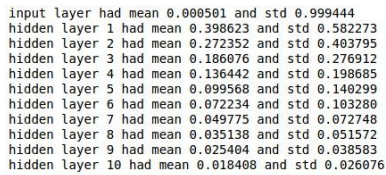 input layer had mean 0.000501 and std 0.999444
hidden layer 1 had mean 0.398623 and std 0.582273
hidden layer 2 had mean 0.272352 and std 0.403795
hidden layer 3 had mean 0.186076 and std 0.276912
hidden layer 4 had mean 0.136442 and std 0.198685
hidden layer 5 had mean 0.099568 and std 0.140299
hidden layer 6 had mean 0.072234 and std 0.103280
hidden layer 7 had mean 0.049775 and std 0.072748
hidden layer 8 had mean 0.035138 and std 0.051572
hidden layer 9 had mean 0.025404 and std 0.038583
hidden layer 10 had mean 0.018408 and std 0.026076